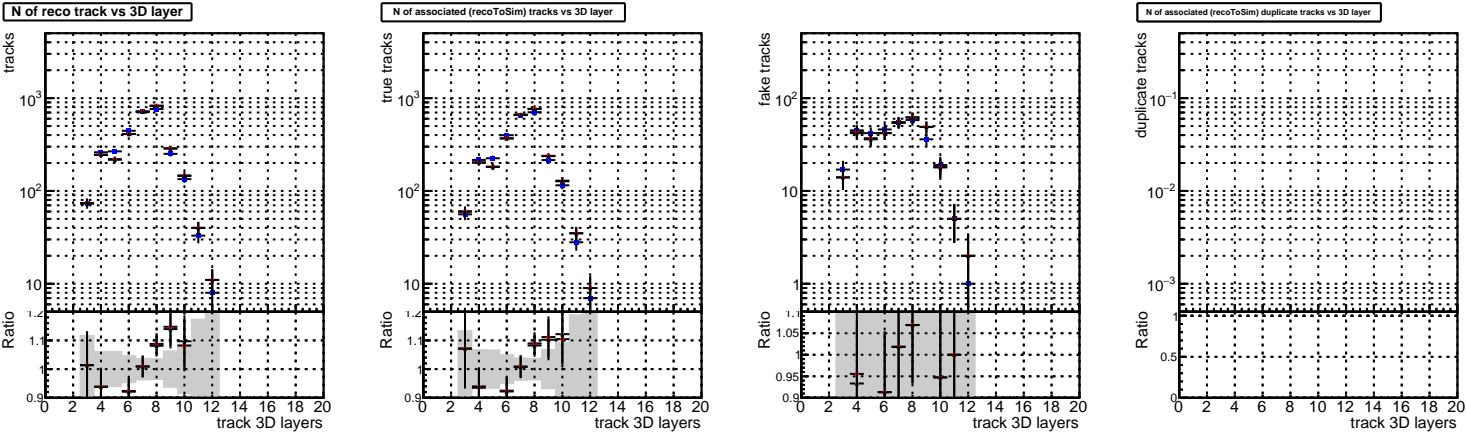 N of reco track vs 3D layer
tracks
10³
10²
10
Ratio
1.2
1.1
1
0.9
0 2 4 6 8 10 12 14 16 18 20
track 3D layers
N of associated (recoToSim) tracks vs 3D layer
true tracks
10³
10²
10
Ratio
1.2
1.1
1
0.9
0 2 4 6 8 10 12 14 16 18 20
track 3D layers
fake tracks
10²
10
1
Ratio
1.1
1.05
1
0.95
0.9
0 2 4 6 8 10 12 14 16 18 20
track 3D layers
N of associated (recoToSim) duplicate tracks vs 3D layer
duplicate tracks
10⁻¹
10⁻²
10⁻³
Ratio
1
0.5
0
0 2 4 6 8 10 12 14 16 18 20
track 3D layers